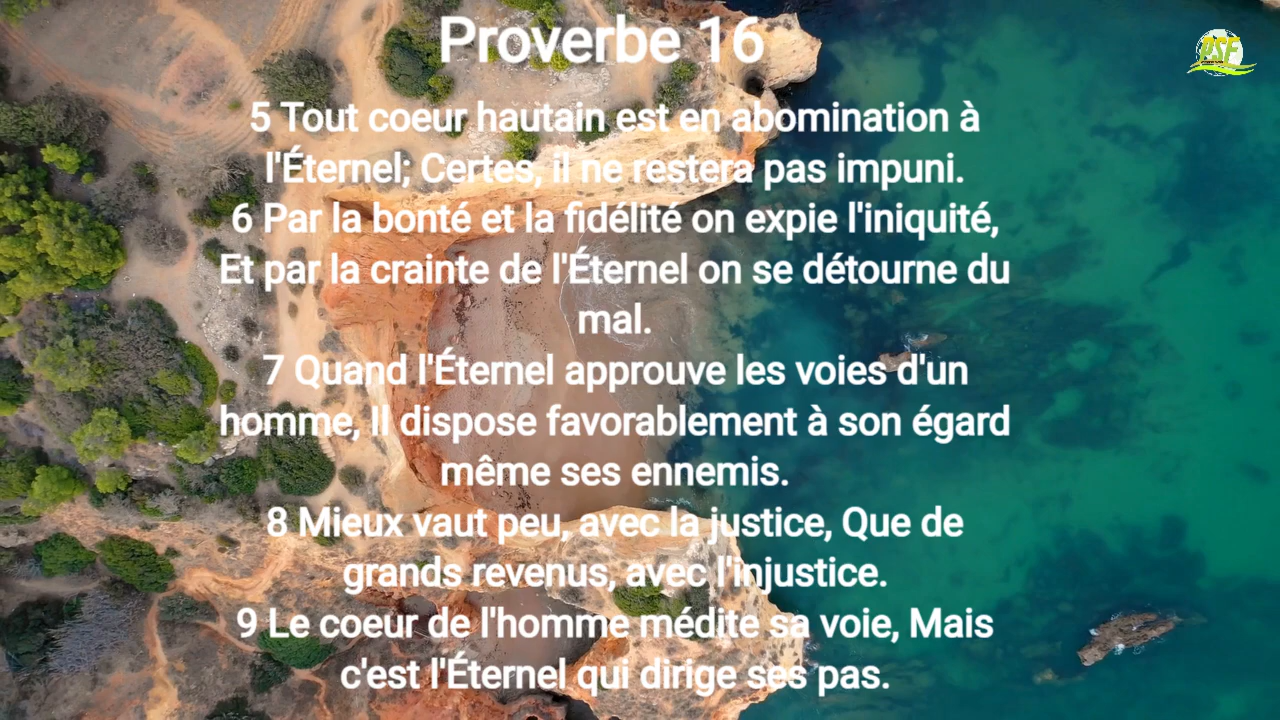 Proverbe 16
5 Tout coeur hautain est en abomination à
l'Éternel; Certes, il ne restera pas impuni.
6 Par la bonté et la fidélité on expie l'iniquité,
Et par la crainte de l'Éternel on se détourne du
mal.
7 Quand l'Éternel approuve les voies d'un
homme, Il dispose favorablement à son égard
même ses ennemis.
8 Mieux vaut peu, avec la justice, Que de
grands revenus, avec l'injustice.
9 Le coeur de l'homme médite sa voie, Mais
c'est l'Éternel qui dirige ses pas.